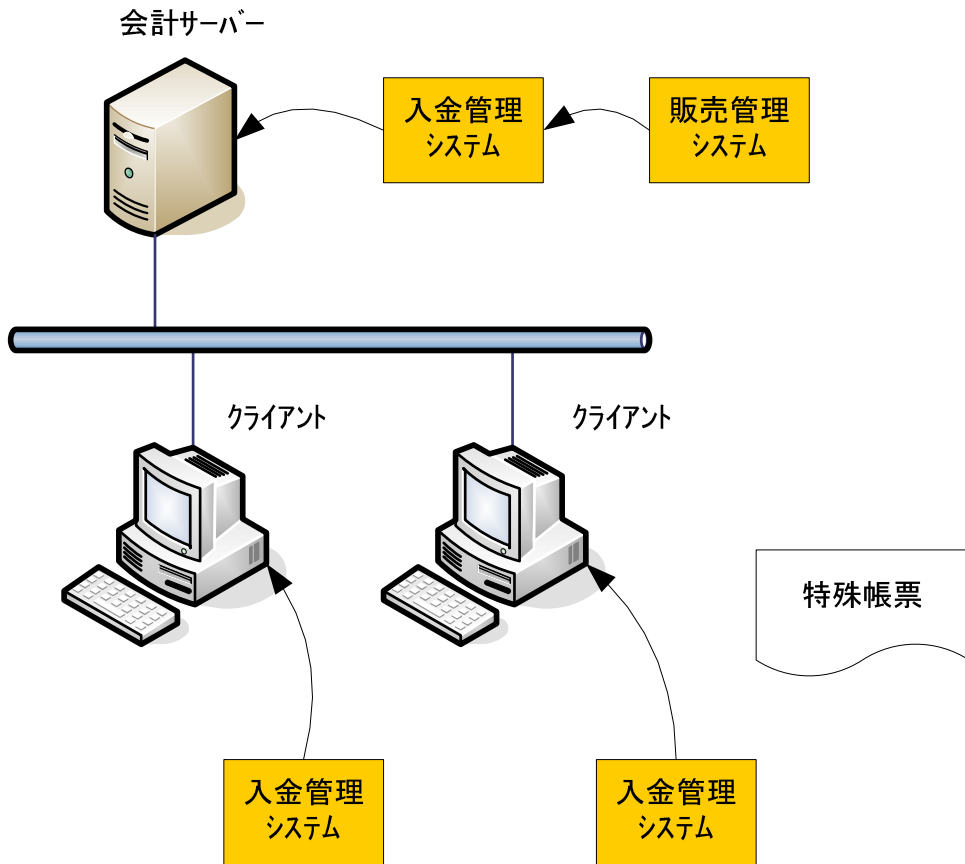 会計サーバー
入金管理
システム
販売管理
システム
クライアント
クライアント
特殊帳票
入金管理
システム
入金管理
システム